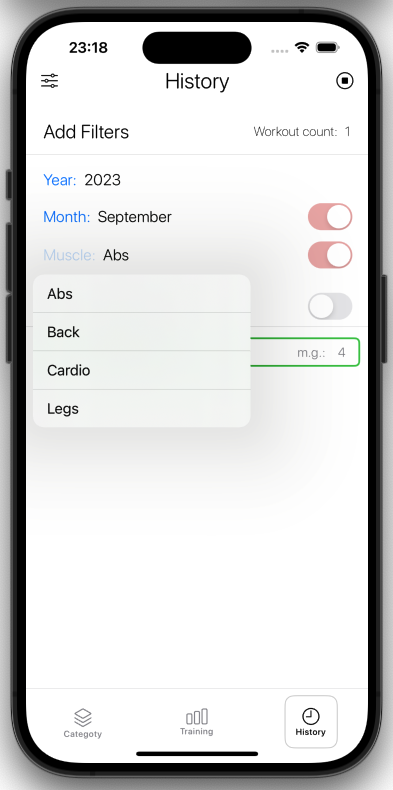 23:18
History
Add Filters
Workout count: 1
Year: 2023
Month: September
Muscle: Abs
Abs
Back
Cardio
Legs
m.g.: 4
Categoty
Training
History